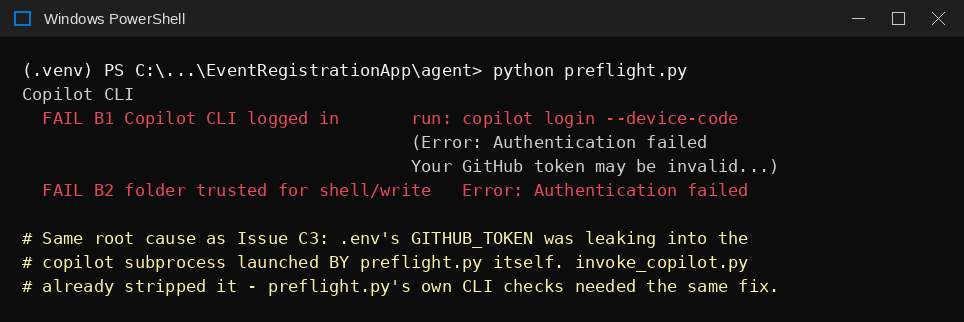 Windows PowerShell
(.venv) PS C:\...\EventRegistrationApp\agent> python preflight.py
Copilot CLI
FAIL B1 Copilot CLI logged in run: copilot login --device-code
(Error: Authentication failed
Your GitHub token may be invalid...)
FAIL B2 folder trusted for shell/write Error: Authentication failed
# Same root cause as Issue C3: .env's GITHUB_TOKEN was leaking into the
# copilot subprocess launched BY preflight.py itself. invoke_copilot.py
# already stripped it - preflight.py's own CLI checks needed the same fix.